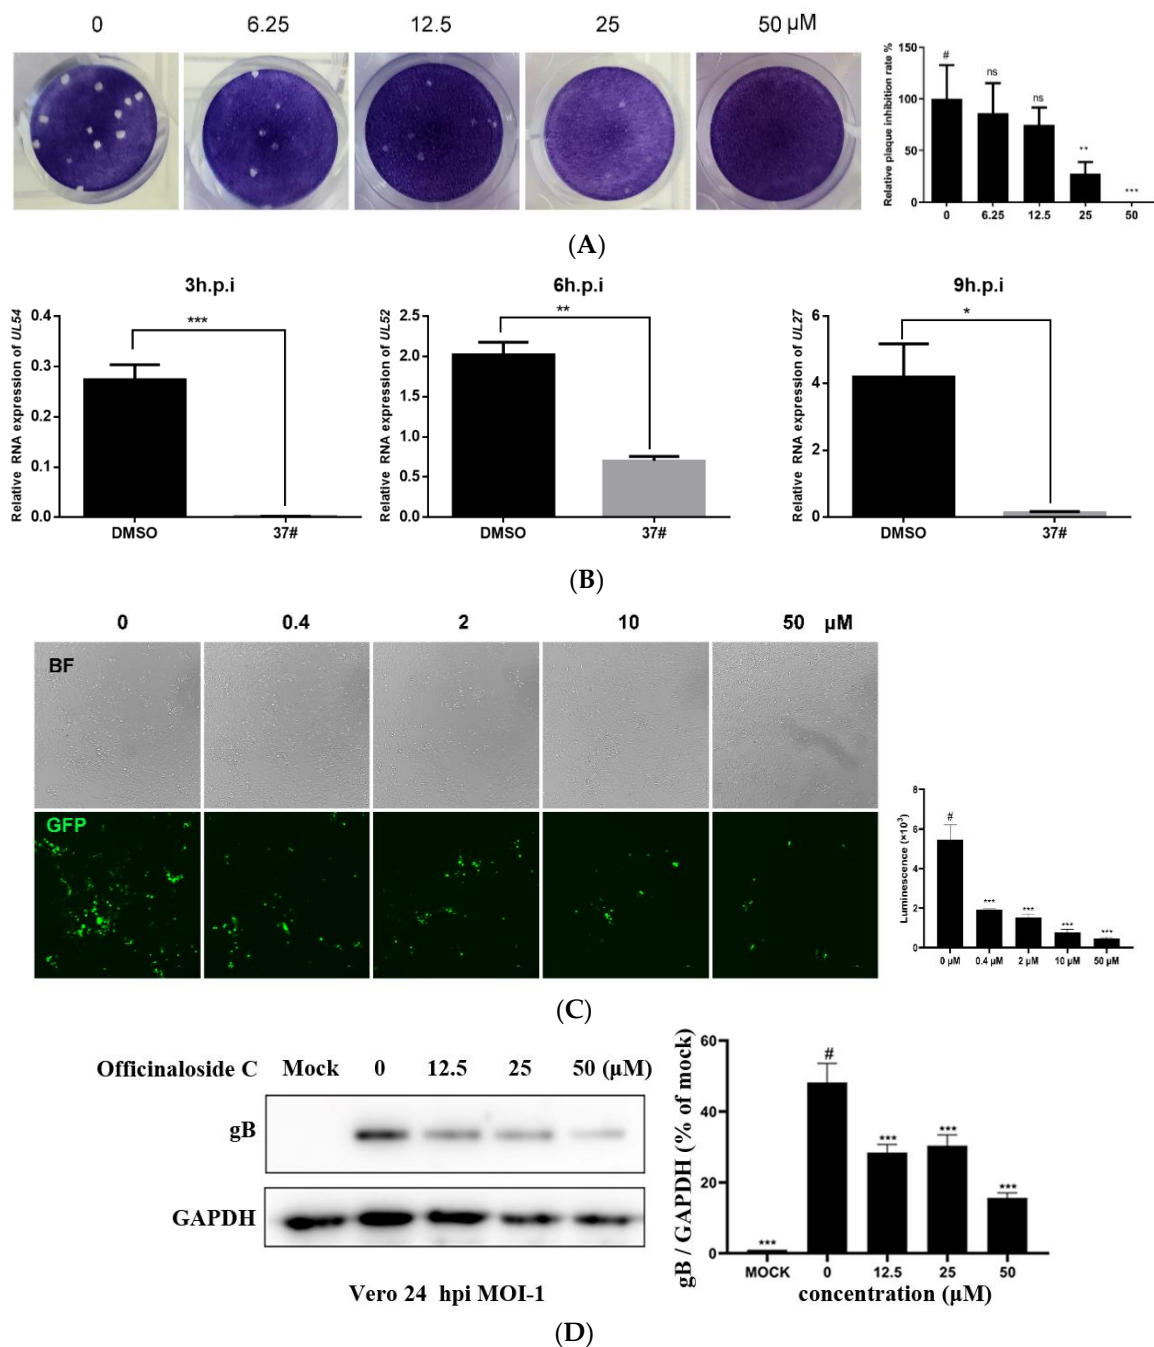 0 6.25 12.5 25 50 µM
Relative plaque inhibition rate %
150
100
50
0
#
ns
ns
**
***
0 6.25 12.5 25 50
(A)
3h.p.i
Relative RNA expression of UL54
0.4
0.3
0.2
0.1
0.0
***
DMSO 37#
6h.p.i
Relative RNA expression of UL52
2.5
2.0
1.5
1.0
0.5
0.0
**
DMSO 37#
9h.p.i
Relative RNA expression of UL27
6
4
2
0
*
DMSO 37#
(B)
0 0.4 2 10 50 µM
BF
GFP
Luminescence (×10³)
8
6
4
2
0
#
***
***
***
***
0 µM 0.4 µM 2 µM 10 µM 50 µM
(C)
Officinaloside C Mock 0 12.5 25 50 (µM)
gB
GAPDH
Vero 24 hpi MOI-1
gB / GAPDH (% of mock)
60
40
20
0
***
#
***
***
***
MOCK 0 12.5 25 50
concentration (µM)
(D)